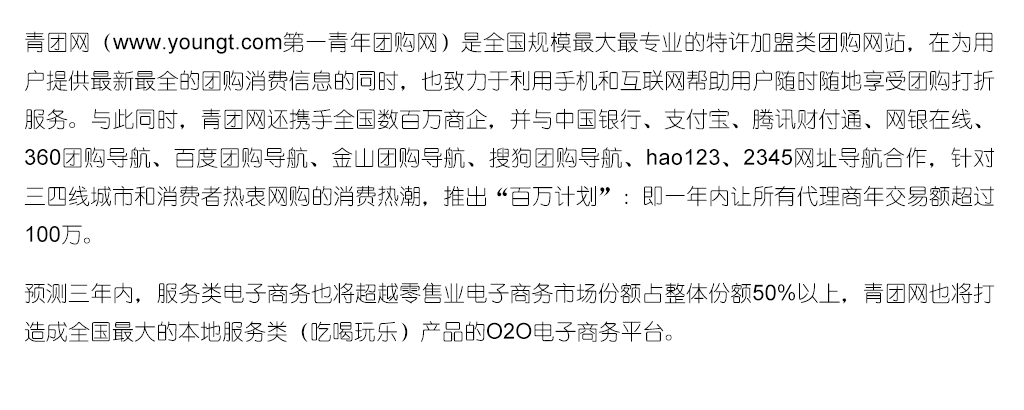 青团网（www.youngt.com第一青年团购网）是全国规模最大最专业的特许加盟类团购网站，在为用
户提供最新最全的团购消费信息的同时，也致力于利用手机和互联网帮助用户随时随地享受团购打折
服务。与此同时，青团网还携手全国数百万商企，并与中国银行、支付宝、腾讯财付通、网银在线、
360团购导航、百度团购导航、金山团购导航、搜狗团购导航、hao123、2345网址导航合作，针对
三四线城市和消费者热衷网购的消费热潮，推出“百万计划”：即一年内让所有代理商年交易额超过
100万。
预测三年内，服务类电子商务也将超越零售业电子商务市场份额占整体份额50%以上，青团网也将打
造成全国最大的本地服务类（吃喝玩乐）产品的O2O电子商务平台。